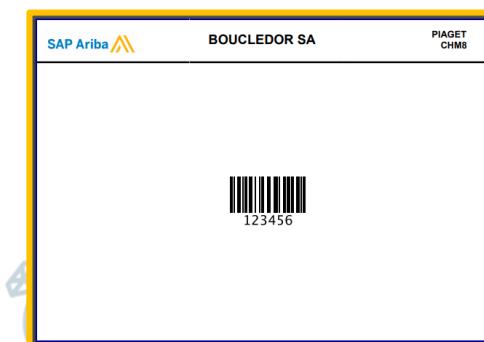 SAP Ariba
BOUCLEDOR SA
PIAGET
CHM8
123456